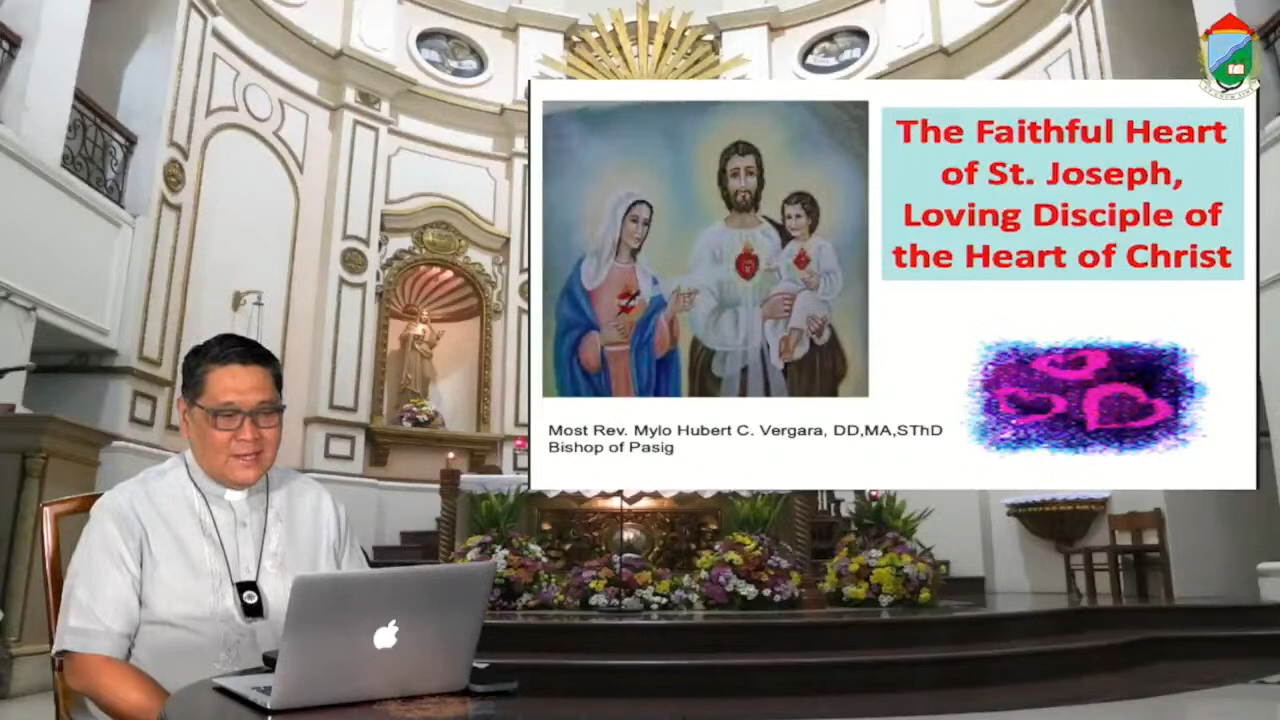 The Faithful Heart
of St. Joseph,
Loving Disciple of
the Heart of Christ
Most Rev. Mylo Hubert C. Vergara, DD,MA,SThD
Bishop of Pasig